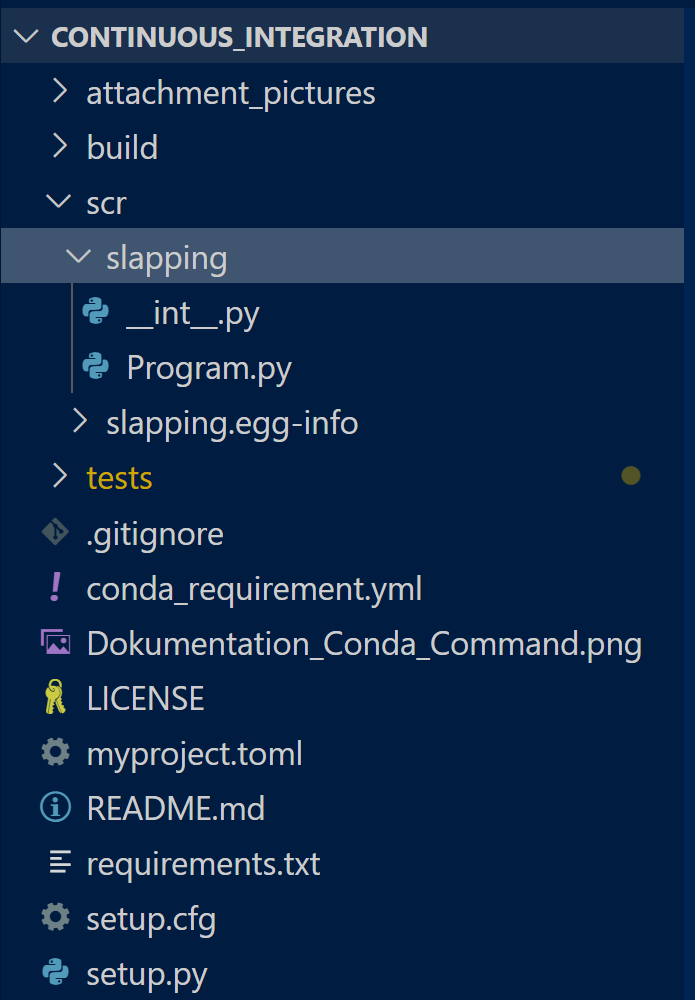 CONTINUOUS_INTEGRATION
attachment_pictures
build
scr
slapping
__int__.py
Program.py
slapping.egg-info
tests
.gitignore
conda_requirement.yml
Dokumentation_Conda_Command.png
LICENSE
myproject.toml
README.md
requirements.txt
setup.cfg
setup.py